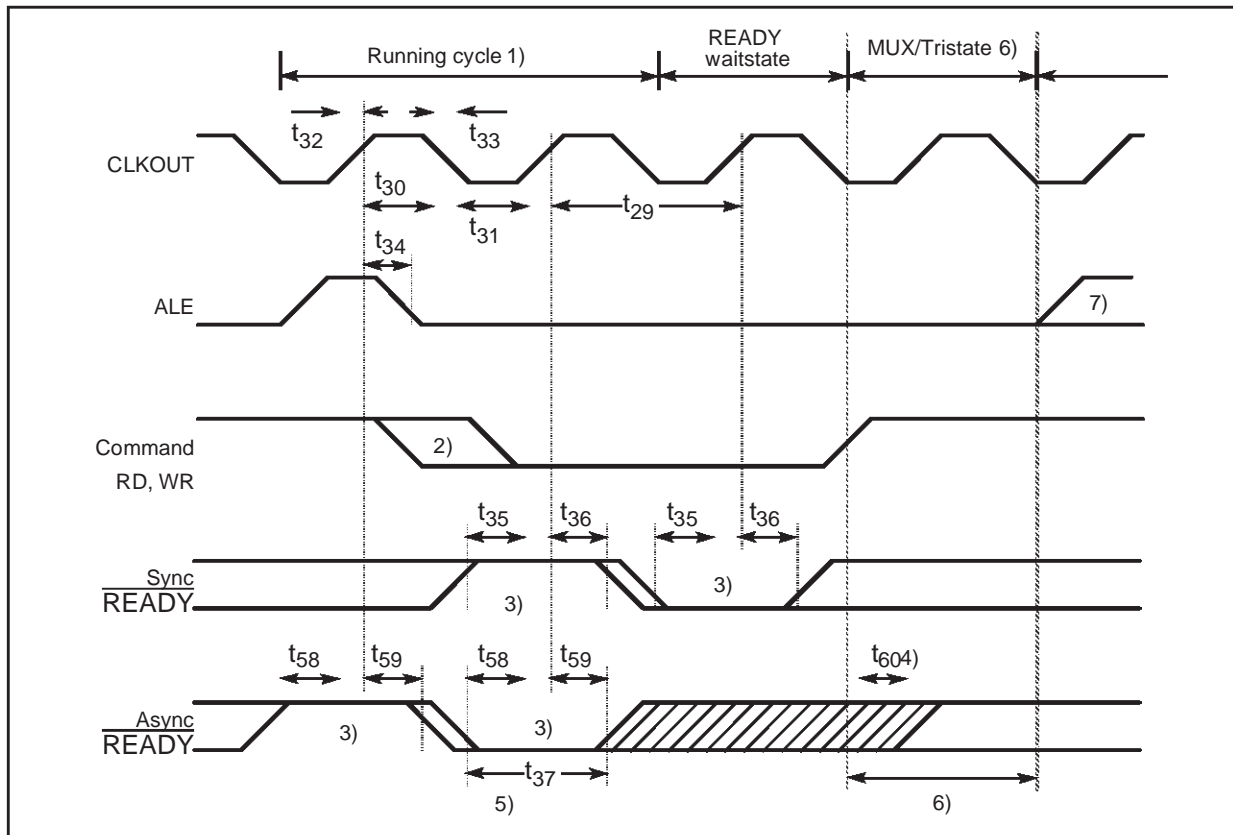 Running cycle 1)
READY
waitstate
MUX/Tristate 6)
t32
t33
CLKOUT
t30
t31
t29
t34
ALE
7)
Command
RD, WR
2)
t35
t36
t35
t36
Sync
READY
3)
3)
t58
t59
t58
t59
t604)
Async
READY
3)
3)
t37
5)
6)